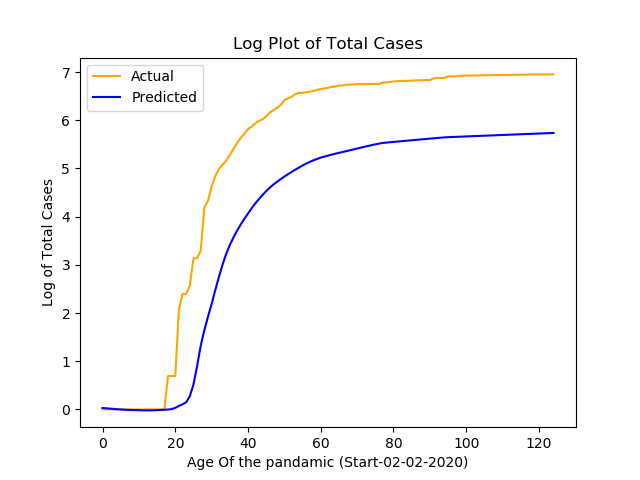 Log Plot of Total Cases
Actual
Predicted
7
6
5
4
3
2
1
0
Log of Total Cases
0 20 40 60 80 100 120
Age Of the pandamic (Start-02-02-2020)